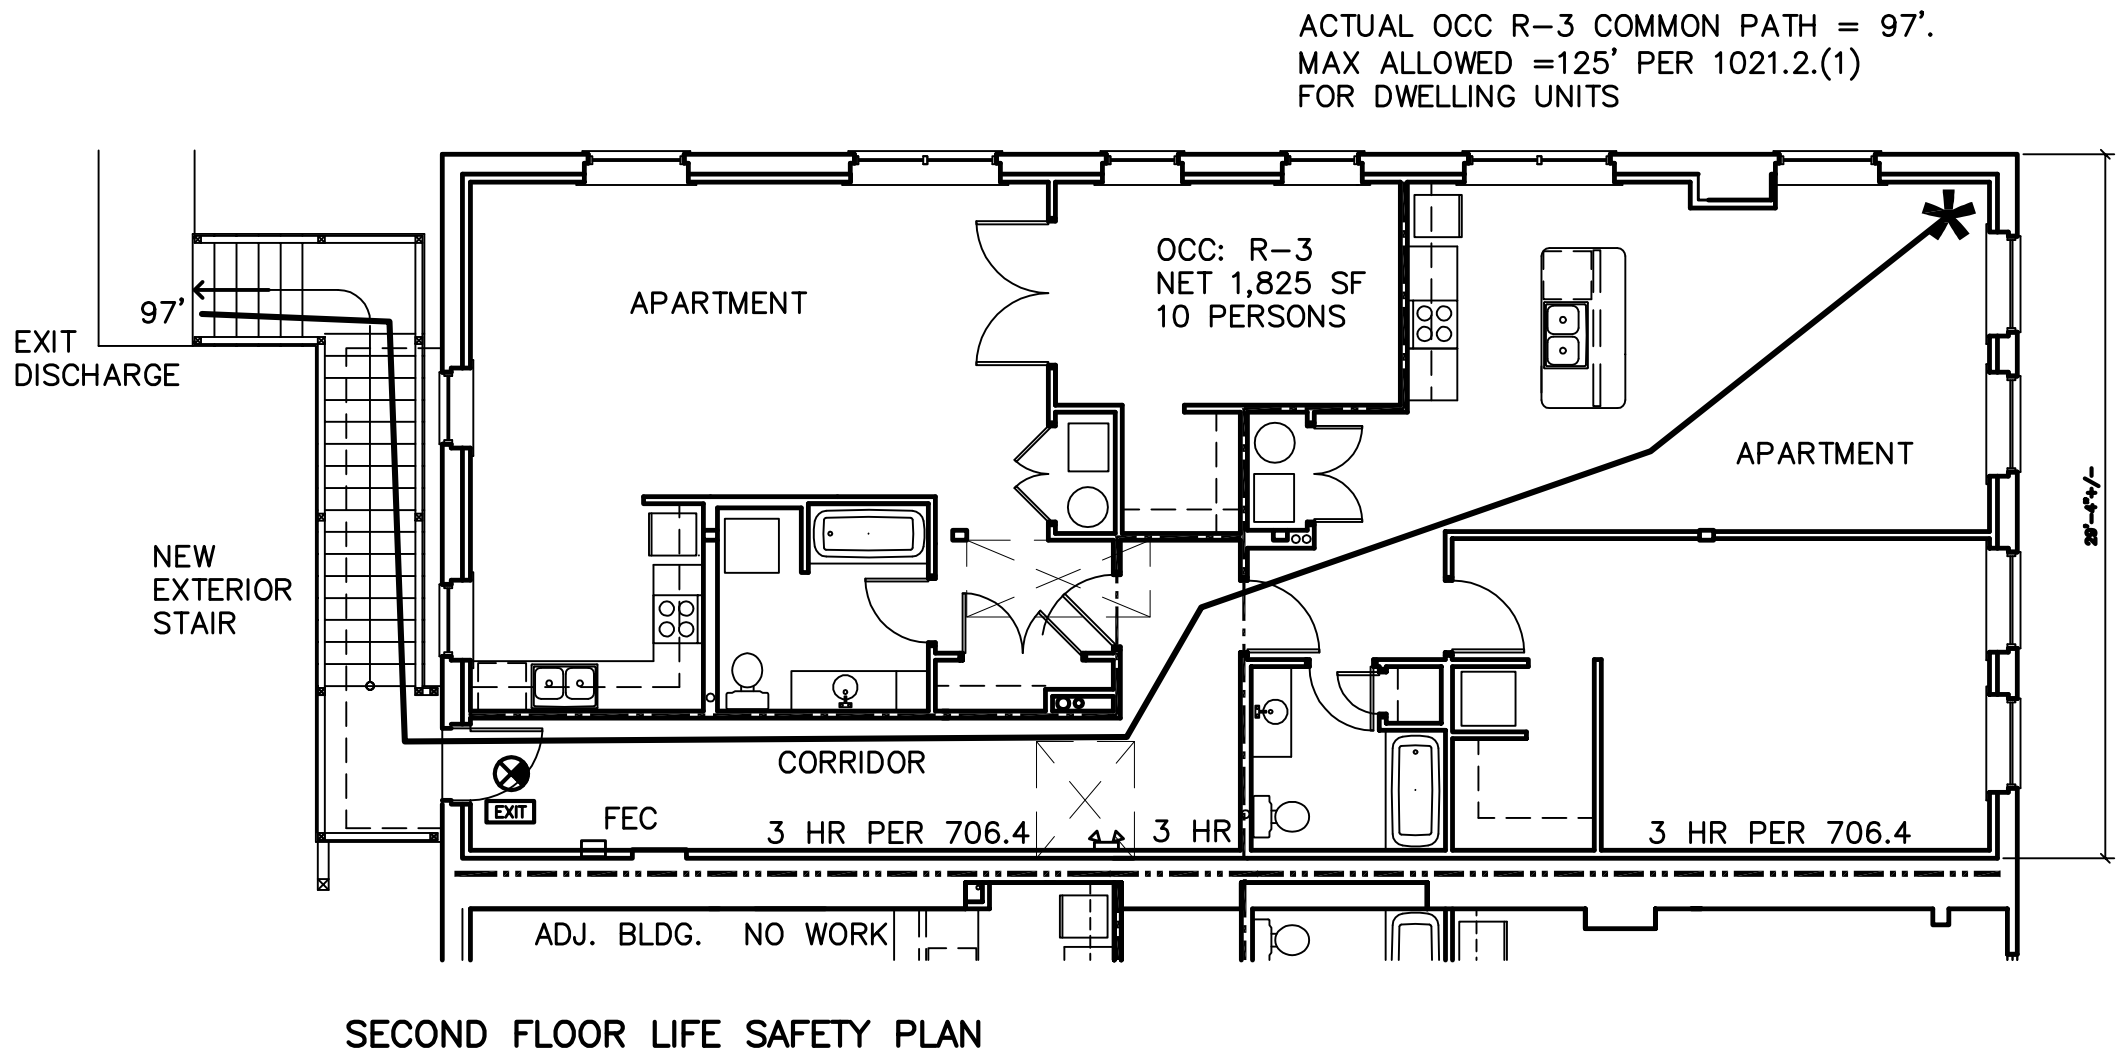 ACTUAL OCC R-3 COMMON PATH = 97'.
MAX ALLOWED =125' PER 1021.2.(1)
FOR DWELLING UNITS
OCC: R-3
NET 1,825 SF
10 PERSONS
APARTMENT
97'
EXIT
DISCHARGE
APARTMENT
29'-4"+/-
NEW
EXTERIOR
STAIR
CORRIDOR
EXIT
FEC
3 HR PER 706.4
3 HR
3 HR PER 706.4
ADJ. BLDG. NO WORK
SECOND FLOOR LIFE SAFETY PLAN